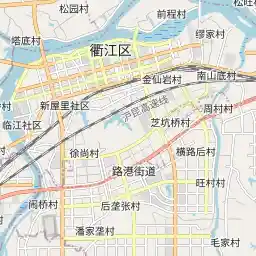 松园村
前程村
塔底村
缪家村
衢江区
金仙岩村
南山底村
新屋里社区
沪昆高速线
周村村
临江社区
芝坑桥村
徐尚村
横路后村
路港街道
旺村村
闹桥村
后垄张村
潘家垄村
毛家村